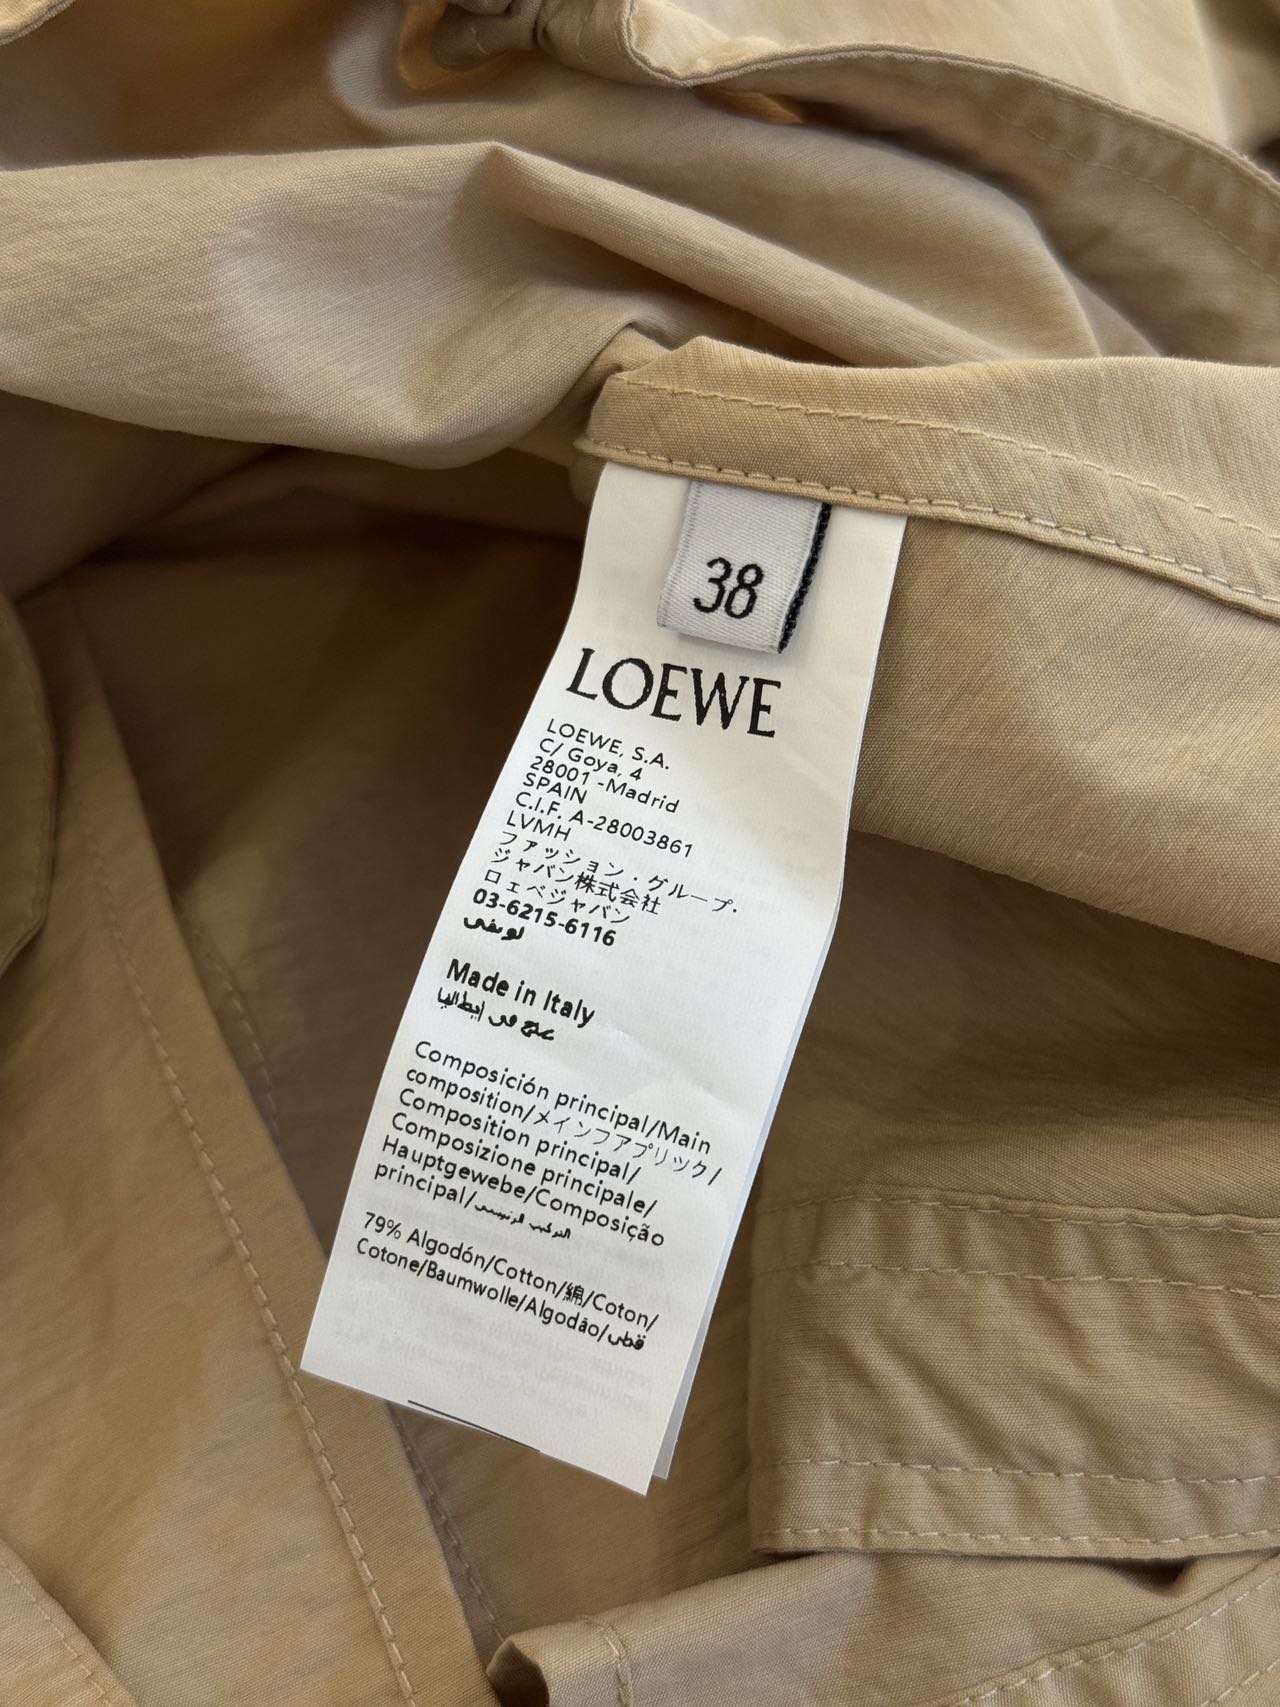 38
LOEWE
LOEWE, S.A.
C/ Goya, 4
28001 -Madrid
SPAIN
C.I.F. A-28003861
LVMH
ファッション・グループ・
ジャパン株式会社
ロエベジャパン
03-6215-6116
لويفي
Made in Italy
صنع في إيطاليا
Composición principal/Main
composition/メインファブリック/
Composition principal/
Composizione principale/
Hauptgewebe/Composição
principal/التركيب الرئيسي
79% Algodón/Cotton/綿/Coton/
Cotone/Baumwolle/Algodão/قطن